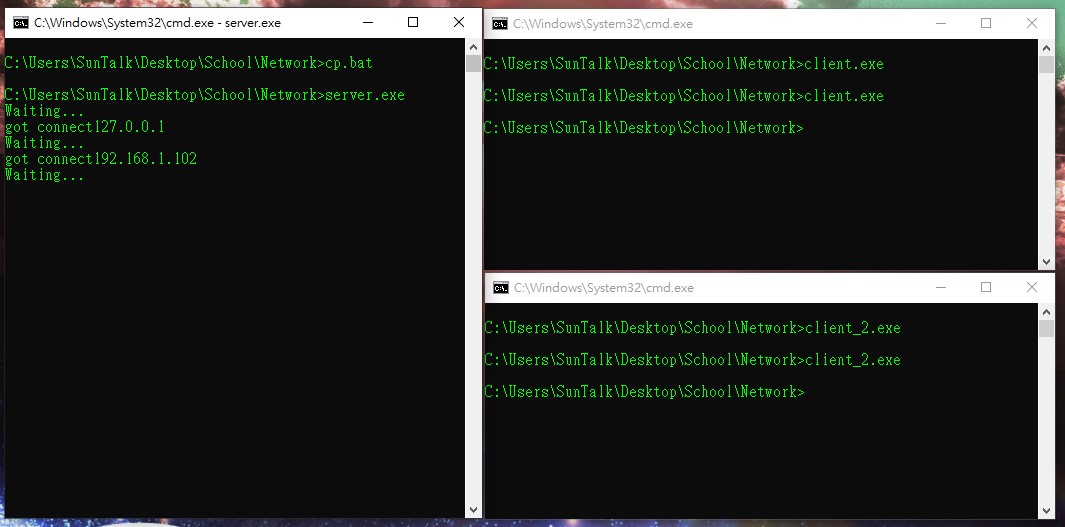 C:\Windows\System32\cmd.exe - server.exe
C:\Users\SunTalk\Desktop\School\Network>cp.bat
C:\Users\SunTalk\Desktop\School\Network>server.exe
Waiting...
got connect127.0.0.1
Waiting...
got connect192.168.1.102
Waiting...
C:\Windows\System32\cmd.exe
C:\Users\SunTalk\Desktop\School\Network>client.exe
C:\Users\SunTalk\Desktop\School\Network>client.exe
C:\Users\SunTalk\Desktop\School\Network>
C:\Windows\System32\cmd.exe
C:\Users\SunTalk\Desktop\School\Network>client_2.exe
C:\Users\SunTalk\Desktop\School\Network>client_2.exe
C:\Users\SunTalk\Desktop\School\Network>